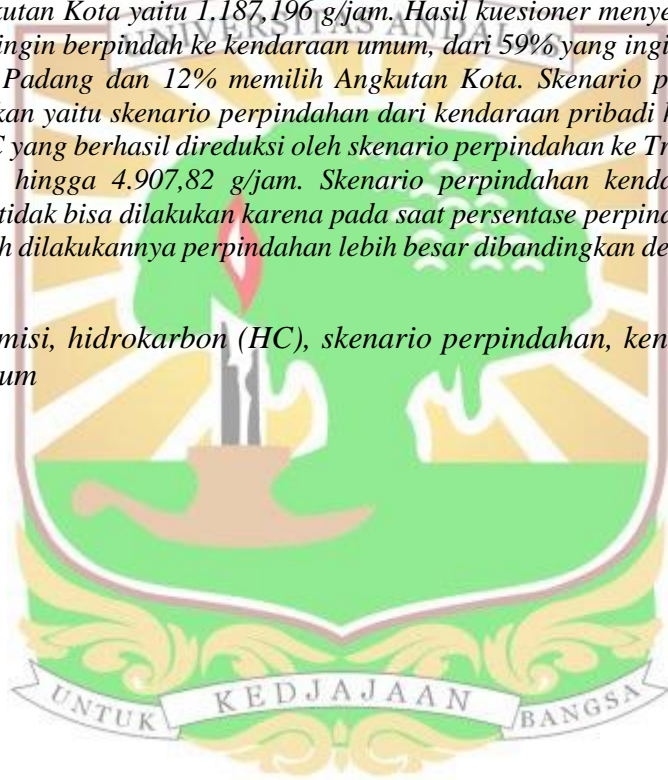 kutan Kota yaitu 1.187,196 g/jam. Hasil kuesioner menya
UNIVERSITAS ANDALAS
ingin berpindah ke kendaraan umum, dari 59% yang ingi
Padang dan 12% memilih Angkutan Kota. Skenario p
kan yaitu skenario perpindahan dari kendaraan pribadi k
C yang berhasil direduksi oleh skenario perpindahan ke Tr
hingga 4.907,82 g/jam. Skenario perpindahan kenda
tidak bisa dilakukan karena pada saat persentase perpind
h dilakukannya perpindahan lebih besar dibandingkan de
misi, hidrokarbon (HC), skenario perpindahan, ken
um
UNTUK KEDJAJAAN BANGSA